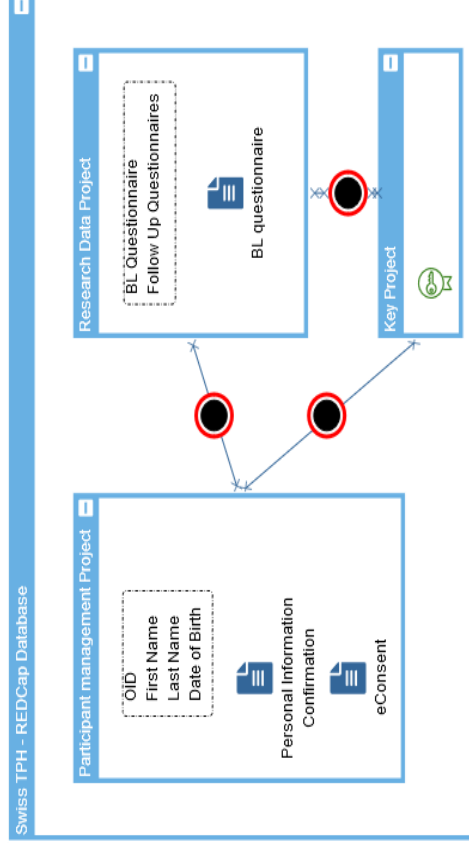 Swiss TPH - REDCap Database
Participant management Project
OID
First Name
Last Name
Date of Birth
Personal Information
Confirmation
eConsent
Research Data Project
BL Questionnaire
Follow Up Questionnaires
BL questionnaire
Key Project